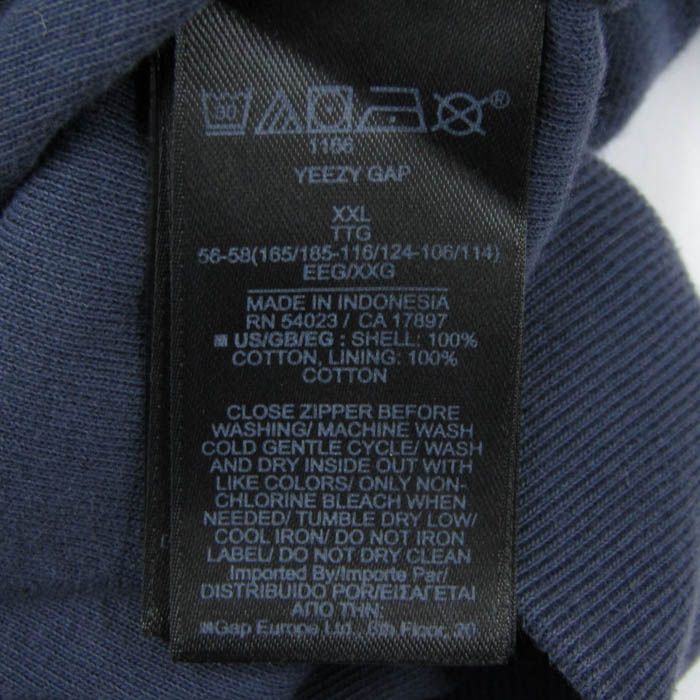 30 ®
1166
YEEZY GAP
XXL
TTG
56-58(165/185-116/124-106/114)
EEG/XXG
MADE IN INDONESIA
RN 54023 / CA 17897
US/GB/EG : SHELL: 100%
COTTON, LINING: 100%
COTTON
CLOSE ZIPPER BEFORE
WASHING/ MACHINE WASH
COLD GENTLE CYCLE/ WASH
AND DRY INSIDE OUT WITH
LIKE COLORS/ ONLY NON-
CHLORINE BLEACH WHEN
NEEDED/ TUMBLE DRY LOW/
COOL IRON/ DO NOT IRON
LABEL/ DO NOT DRY CLEAN
Imported By/Importe Par/
DISTRIBUIDO POR/ΕΙΣΑΓΕΤΑΙ
ΑΠΟ ΤΗΝ:
Gap Europe Ltd., 6th Floor, 20